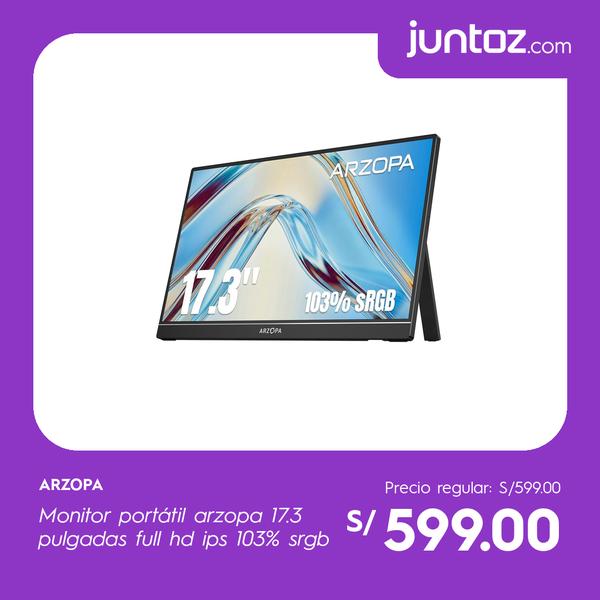 juntoz.com
ARZOPA
17.3"
103% SRGB
ARZOPA
ARZOPA
Monitor portátil arzopa 17.3
pulgadas full hd ips 103% srgb
Precio regular: S/599.00
S/ 599.00